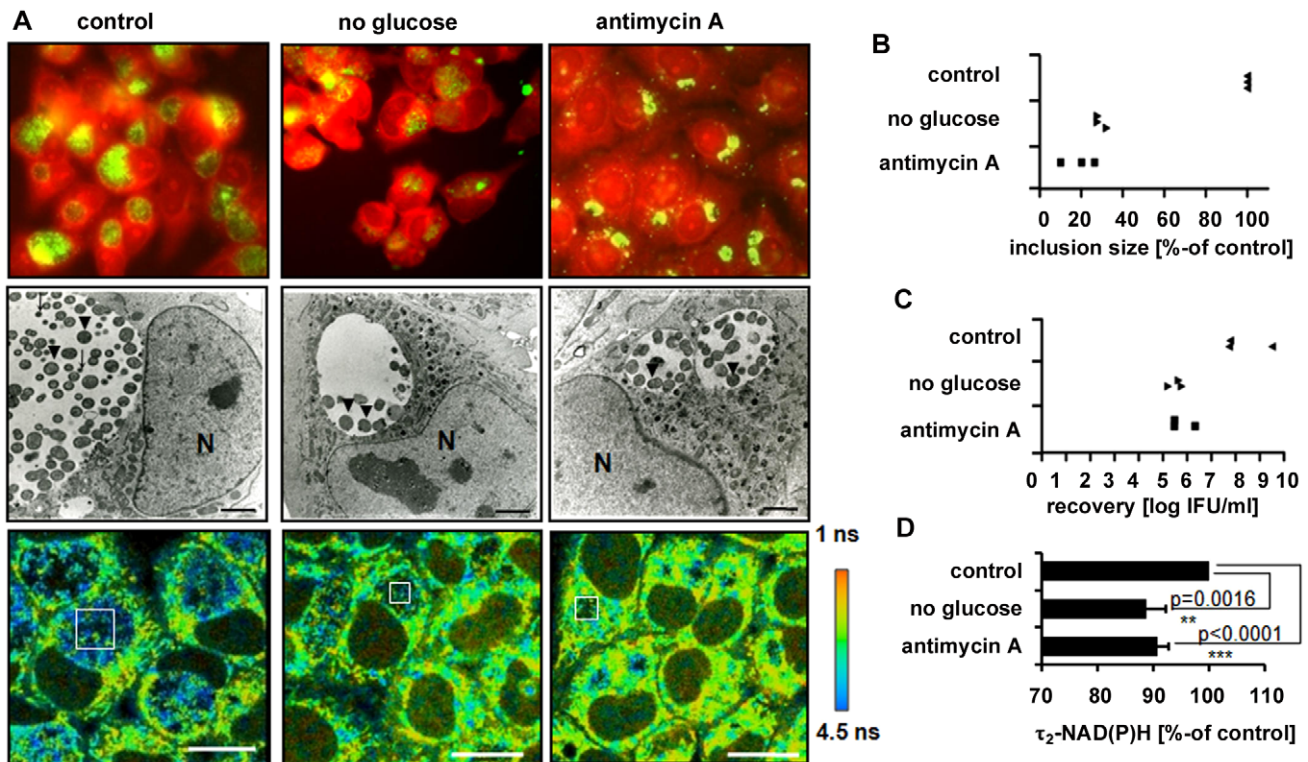 A
control
no glucose
antimycin A
N
N
N
1 ns
4.5 ns
B
control
no glucose
antimycin A
0 20 40 60 80 100
inclusion size [%-of control]
C
control
no glucose
antimycin A
0 1 2 3 4 5 6 7 8 9 10
recovery [log IFU/ml]
D
control
no glucose
antimycin A
p=0.0016
**
p<0.0001
***
70 80 90 100 110
τ₂-NAD(P)H [%-of control]